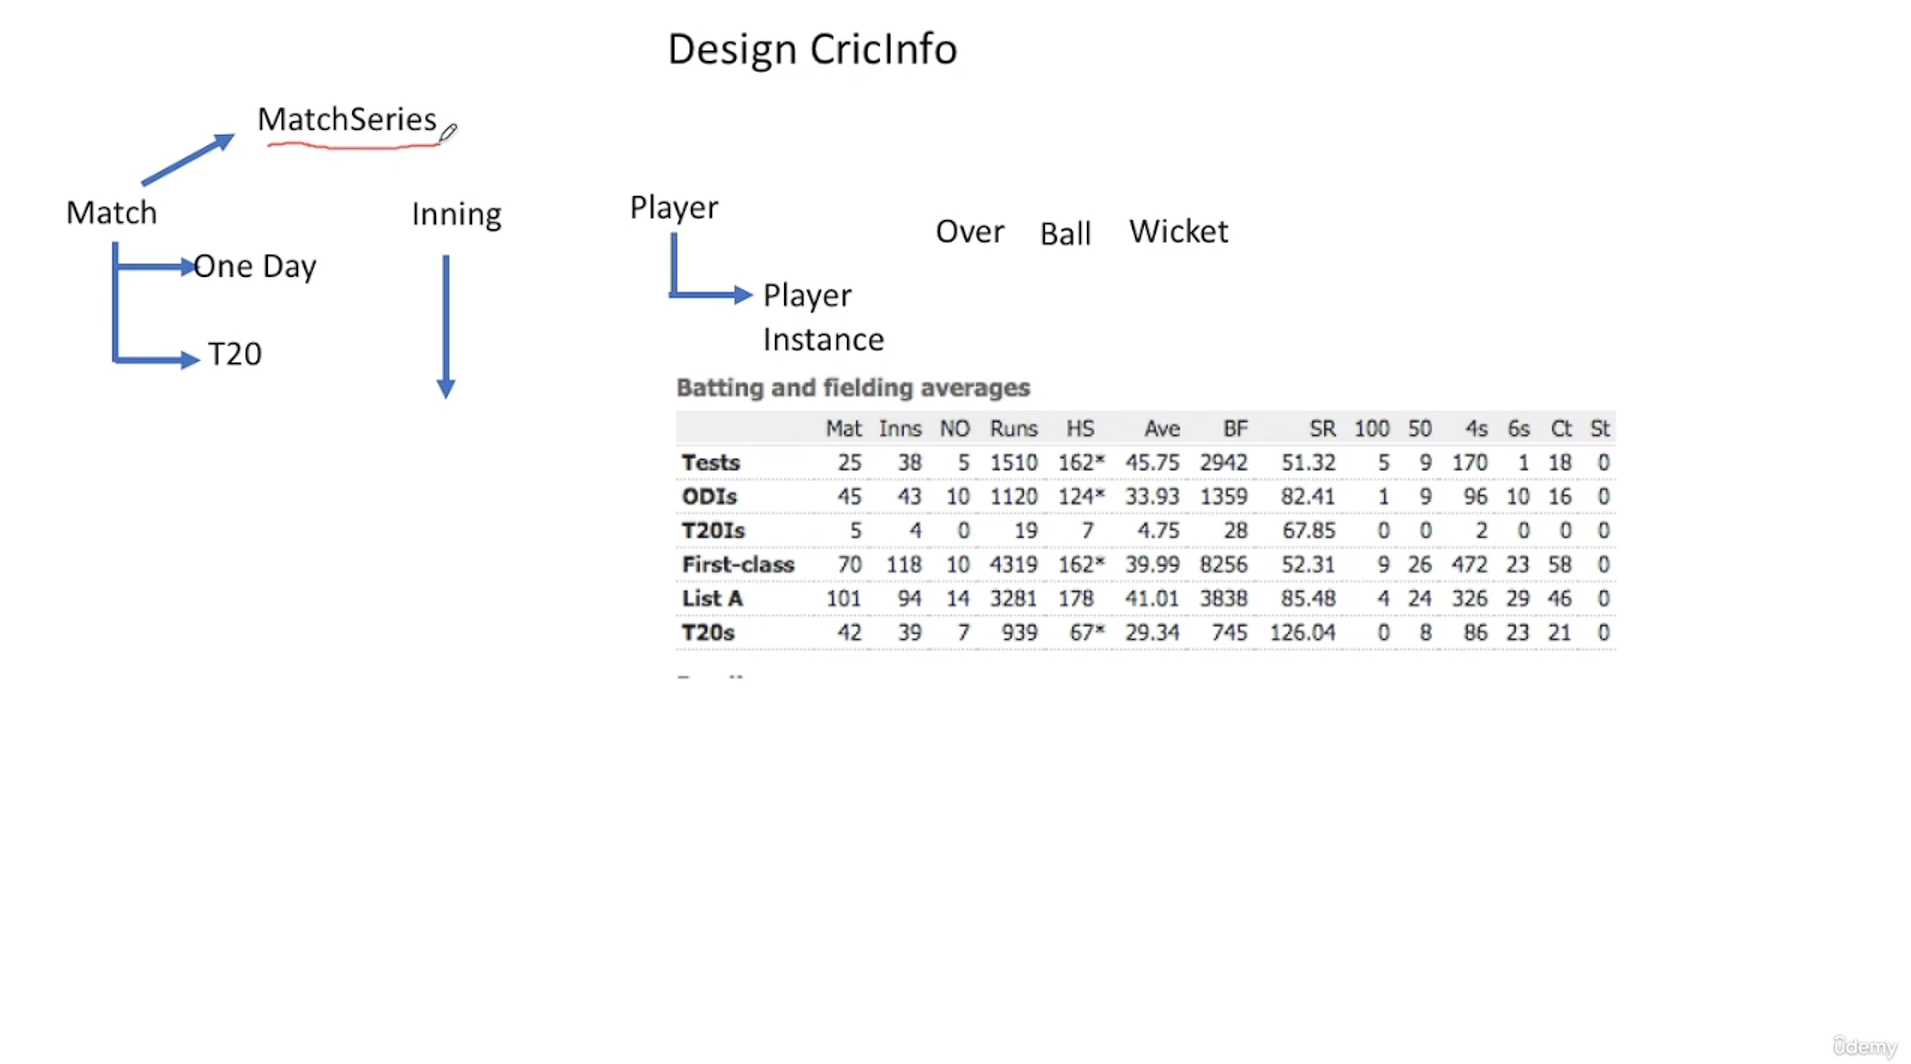 Design CricInfo
MatchSeries
Match
Inning
Player
Over Ball Wicket
One Day
Player
Instance
T20
Batting and fielding averages
Mat Inns NO Runs HS Ave BF SR 100 50 4s 6s Ct St
Tests 25 38 5 1510 162* 45.75 2942 51.32 5 9 170 1 18 0
ODIs 45 43 10 1120 124* 33.93 1359 82.41 1 9 96 10 16 0
T20Is 5 4 0 19 7 4.75 28 67.85 0 0 2 0 0 0
First-class 70 118 10 4319 162* 39.99 8256 52.31 9 26 472 23 58 0
List A 101 94 14 3281 178 41.01 3838 85.48 4 24 326 29 46 0
T20s 42 39 7 939 67* 29.34 745 126.04 0 8 86 23 21 0
ûdemy